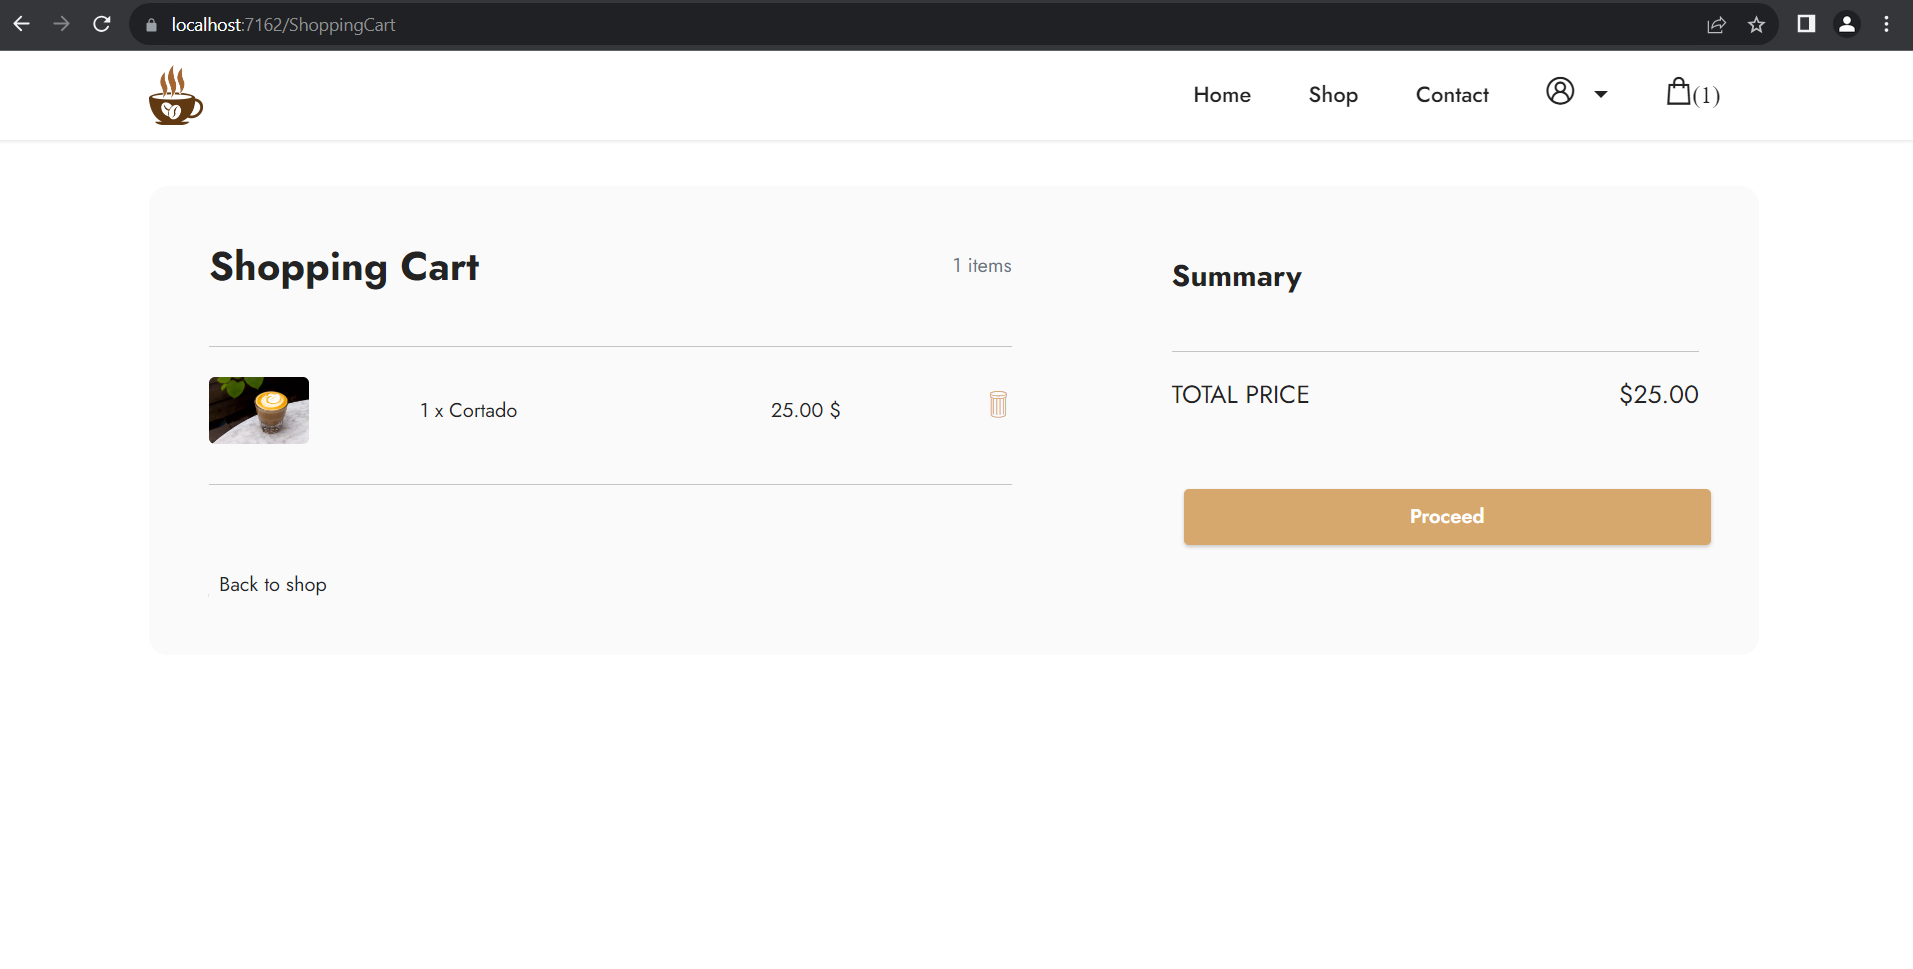 localhost:7162/ShoppingCart
Home Shop Contact (1)
Shopping Cart 1 items
1 x Cortado 25.00 $
Back to shop
Summary
TOTAL PRICE $25.00
Proceed